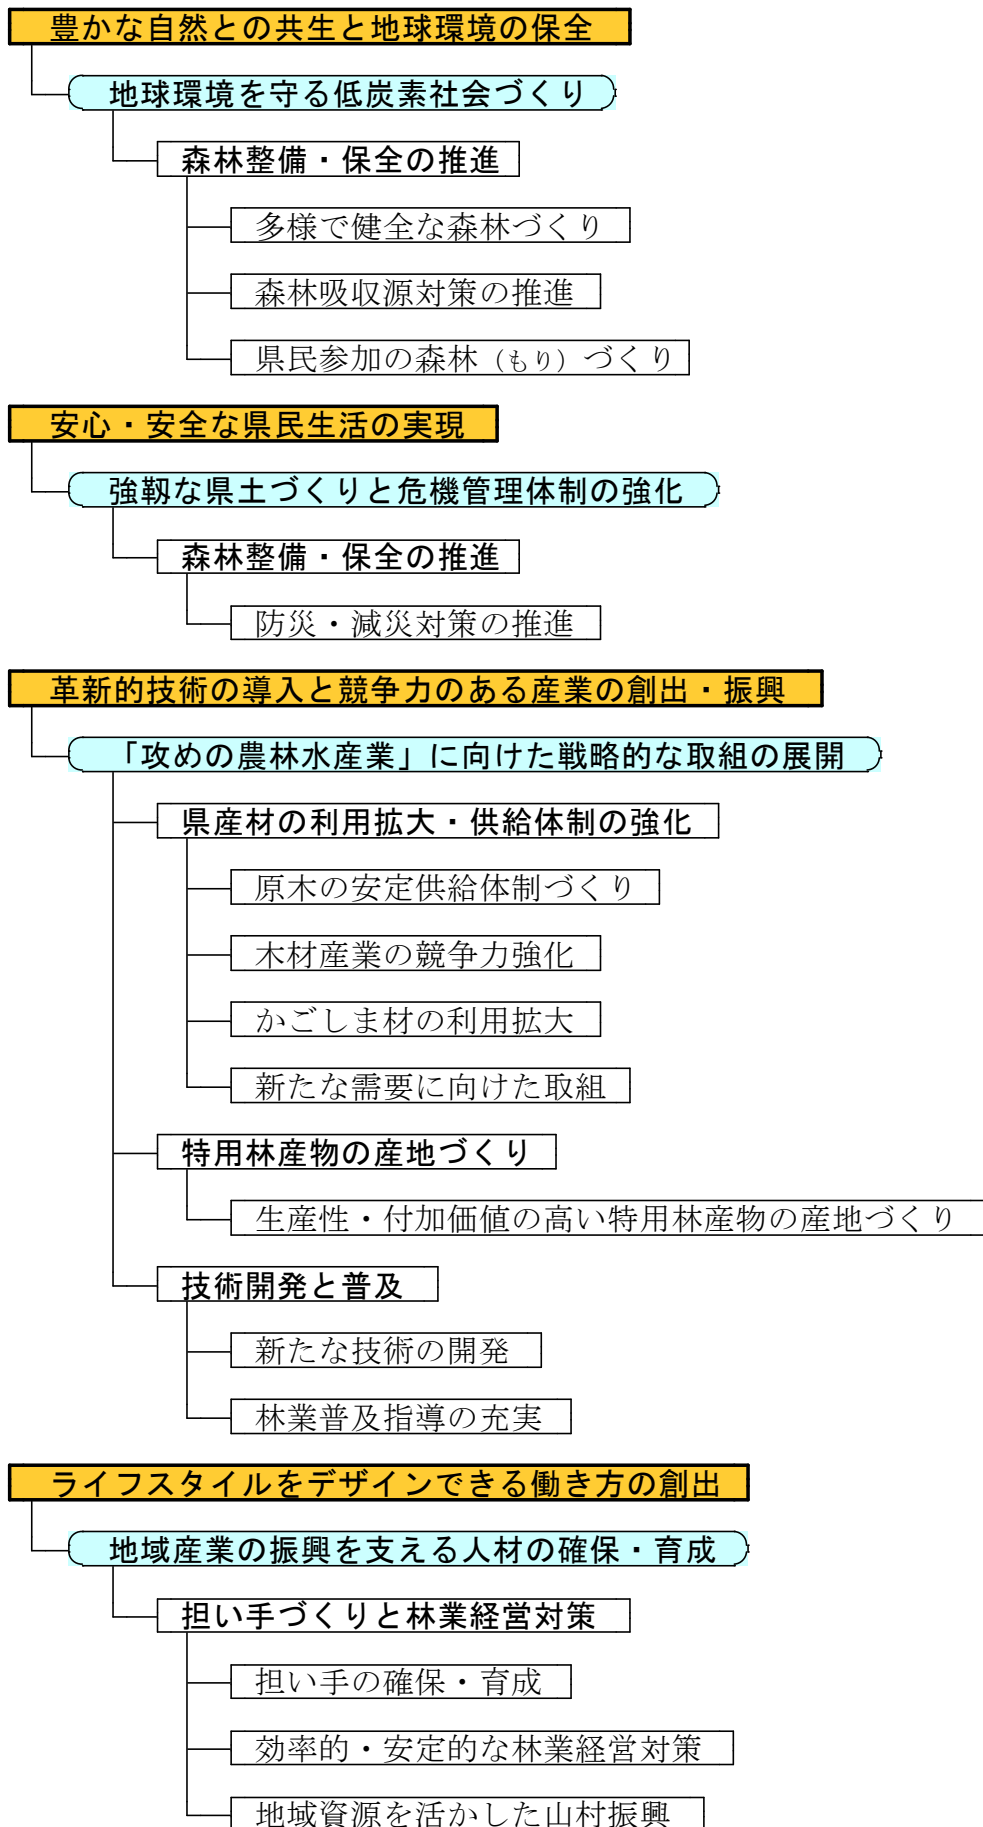 豊かな自然との共生と地球環境の保全
地球環境を守る低炭素社会づくり
森林整備・保全の推進
多様で健全な森林づくり
森林吸収源対策の推進
県民参加の森林（もり）づくり
安心・安全な県民生活の実現
強靱な県土づくりと危機管理体制の強化
森林整備・保全の推進
防災・減災対策の推進
革新的技術の導入と競争力のある産業の創出・振興
「攻めの農林水産業」に向けた戦略的な取組の展開
県産材の利用拡大・供給体制の強化
原木の安定供給体制づくり
木材産業の競争力強化
かごしま材の利用拡大
新たな需要に向けた取組
特用林産物の産地づくり
生産性・付加価値の高い特用林産物の産地づくり
技術開発と普及
新たな技術の開発
林業普及指導の充実
ライフスタイルをデザインできる働き方の創出
地域産業の振興を支える人材の確保・育成
担い手づくりと林業経営対策
担い手の確保・育成
効率的・安定的な林業経営対策
地域資源を活かした山村振興